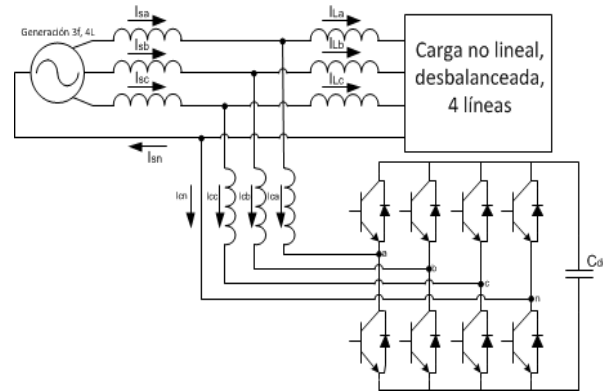 Generación 3f, 4L
Isa
Isb
Isc
Isn
ILa
ILb
ILc
Carga no lineal,
desbalanceada,
4 líneas
Icn
Icc
Icb
Ica
a
b
c
n
Cd